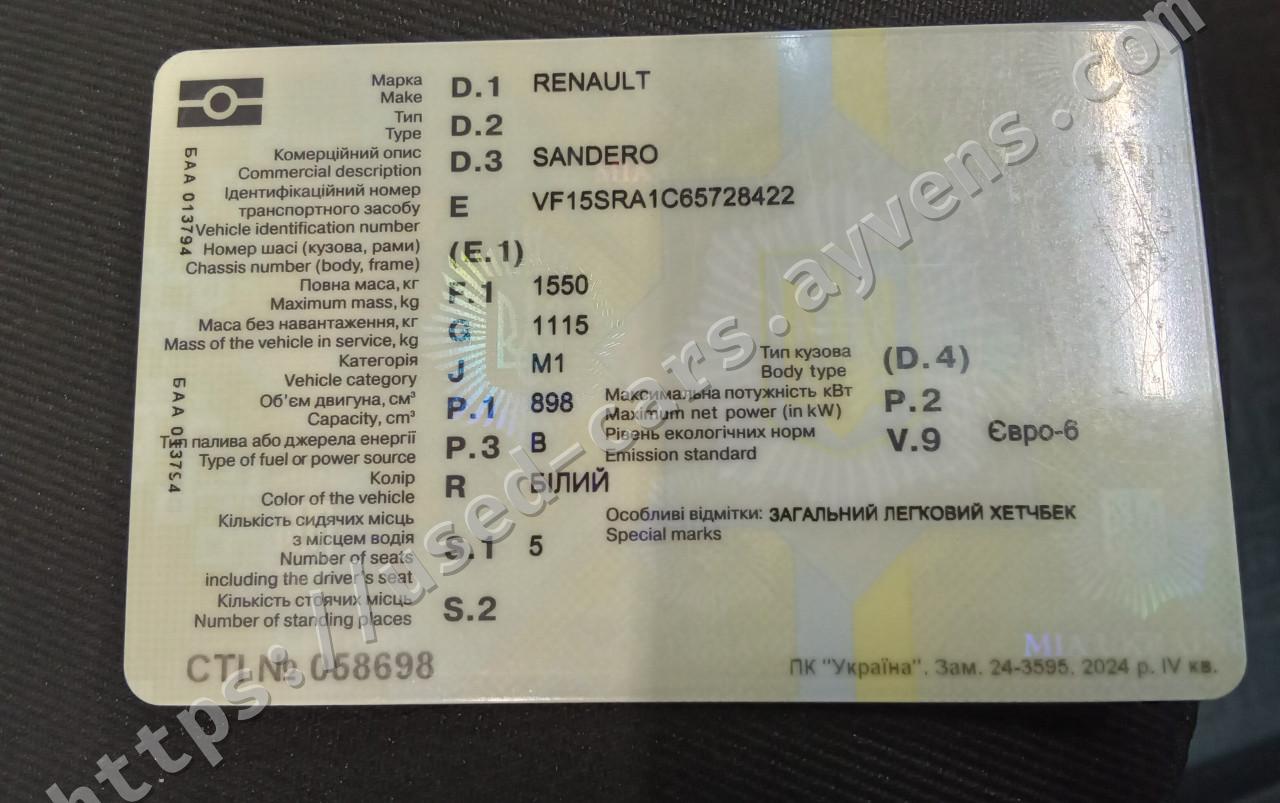 Марка D.1 RENAULT
Make
Тип D.2
Type
Комерційний опис D.3 SANDERO
Commercial description
Ідентифікаційний номер
транспортного засобу E VF15SRA1C65728422
Vehicle identification number
Номер шасі (кузова, рами) (E.1)
Chassis number (body, frame)
Повна маса, кг F.1 1550
Maximum mass, kg
Маса без навантаження, кг G 1115
Mass of the vehicle in service, kg
Категорія J M1
Vehicle category
Об'єм двигуна, см³ P.1 898
Capacity, cm³
Тип палива або джерела енергії P.3 B
Type of fuel or power source
Колір R БІЛИЙ
Color of the vehicle
Кількість сидячих місць
з місцем водія S.1 5
Number of seats
including the driver's seat
Кількість стоячих місць S.2
Number of standing places
Тип кузова (D.4)
Body type
Максимальна потужність кВт P.2
Maximum net power (in kW)
Рівень екологічних норм V.9 Євро-6
Emission standard
Особливі відмітки: ЗАГАЛЬНИЙ ЛЕГКОВИЙ ХЕТЧБЕК
Special marks
БАА 013794
БАА 013794
MIA UKRAINE
ПК "Україна". Зам. 24-3595. 2024 р. IV кв.
https://used-cars.ayvens.com